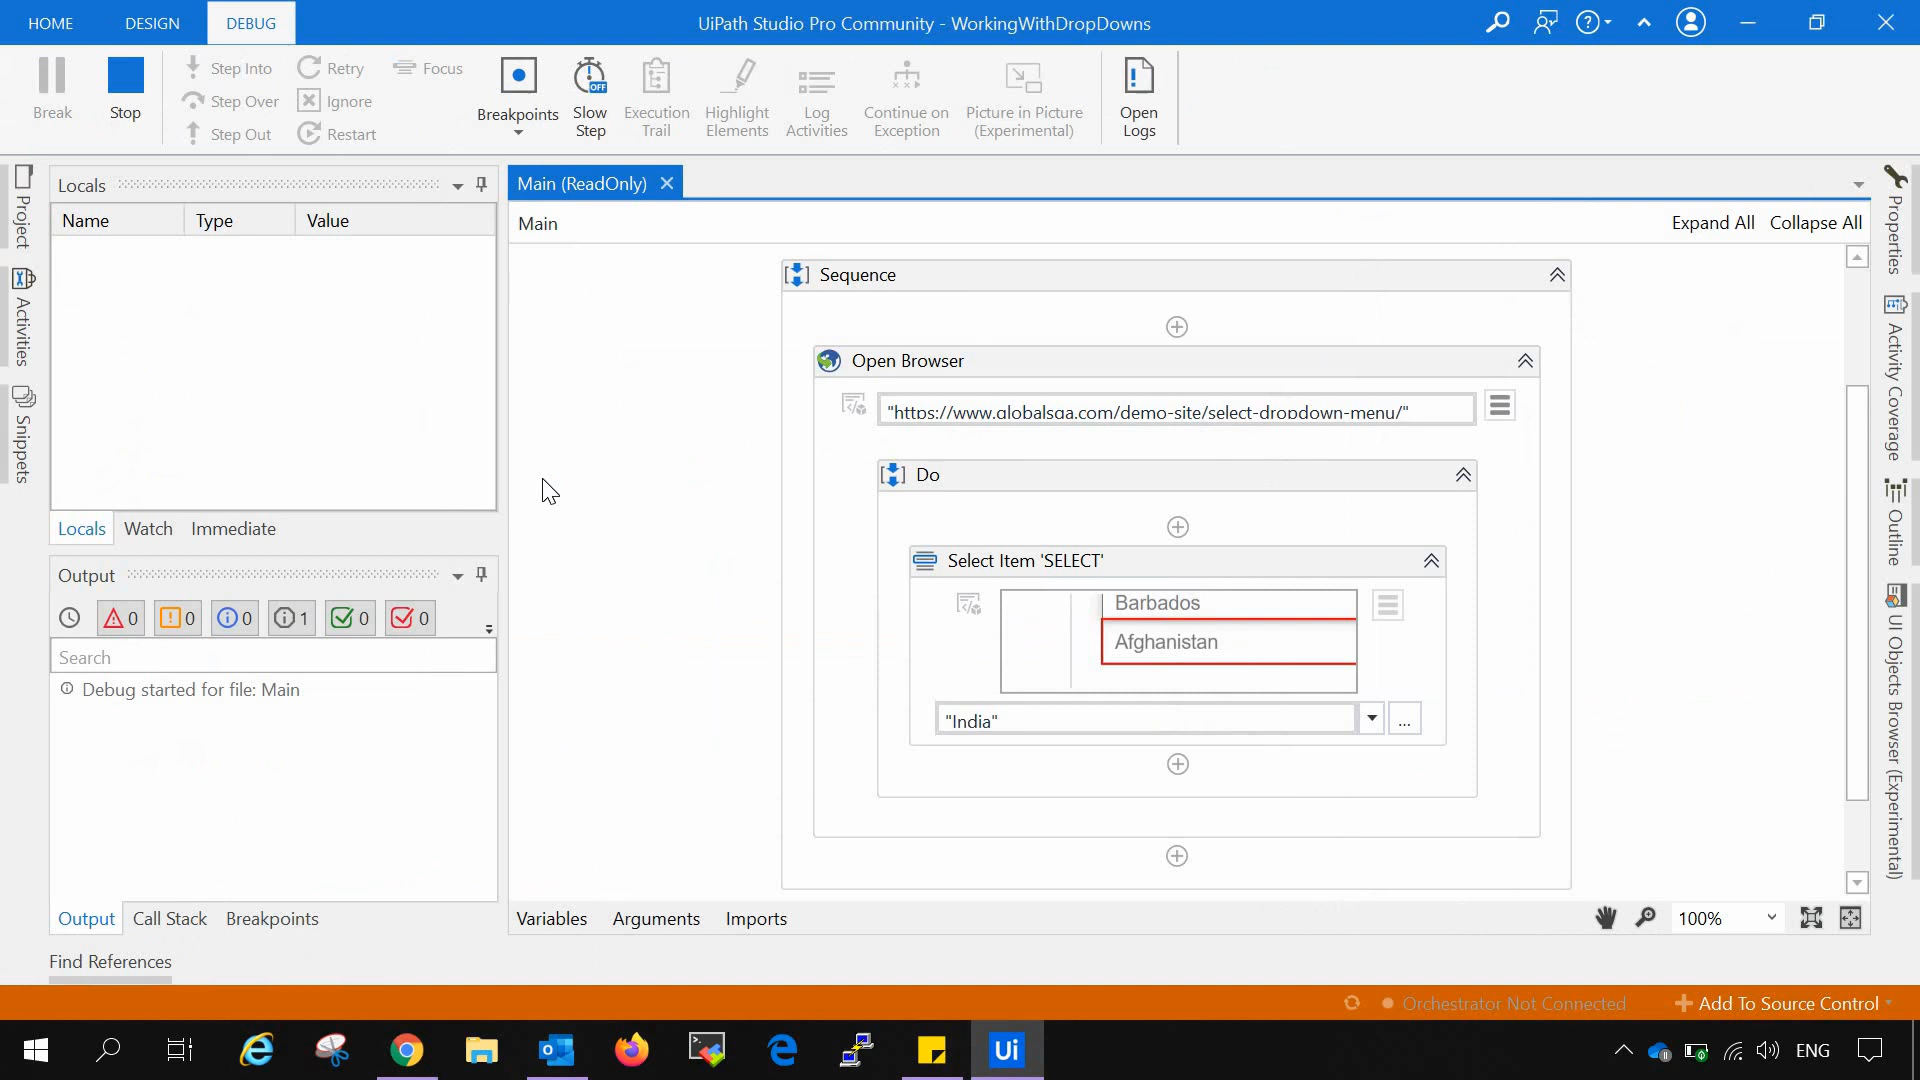 HOME DESIGN DEBUG UiPath Studio Pro Community - WorkingWithDropDowns
Break Stop Step Into Step Over Step Out Retry Ignore Restart Focus
Breakpoints Slow Step Execution Trail Highlight Elements Log Activities Continue on Exception Picture in Picture (Experimental) Open Logs
Project
Activities
Snippets
Locals
Name Type Value
Locals Watch Immediate
Output
0 0 0 1 0 0
Search
Debug started for file: Main
Output Call Stack Breakpoints
Find References
Main (ReadOnly)
Main Expand All Collapse All
Sequence
Open Browser
"https://www.globalsqa.com/demo-site/select-dropdown-menu/"
Do
Select Item 'SELECT'
Barbados
Afghanistan
"India" ...
Variables Arguments Imports 100%
Properties
Activity Coverage
Outline
UI Objects Browser (Experimental)
Orchestrator Not Connected Add To Source Control
Ui ENG